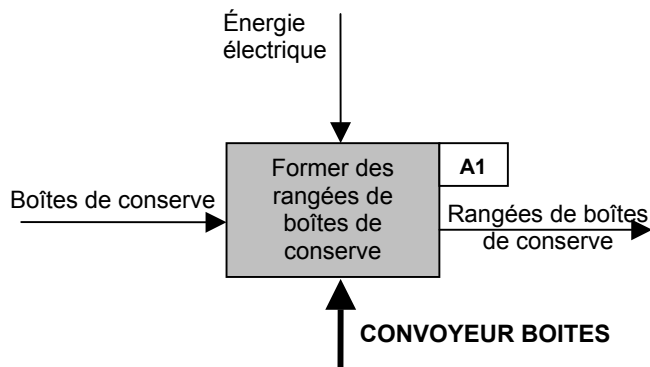 Énergie
électrique
Former des
rangées de
boîtes de
conserve
A1
Boîtes de conserve
Rangées de boîtes
de conserve
CONVOYEUR BOITES